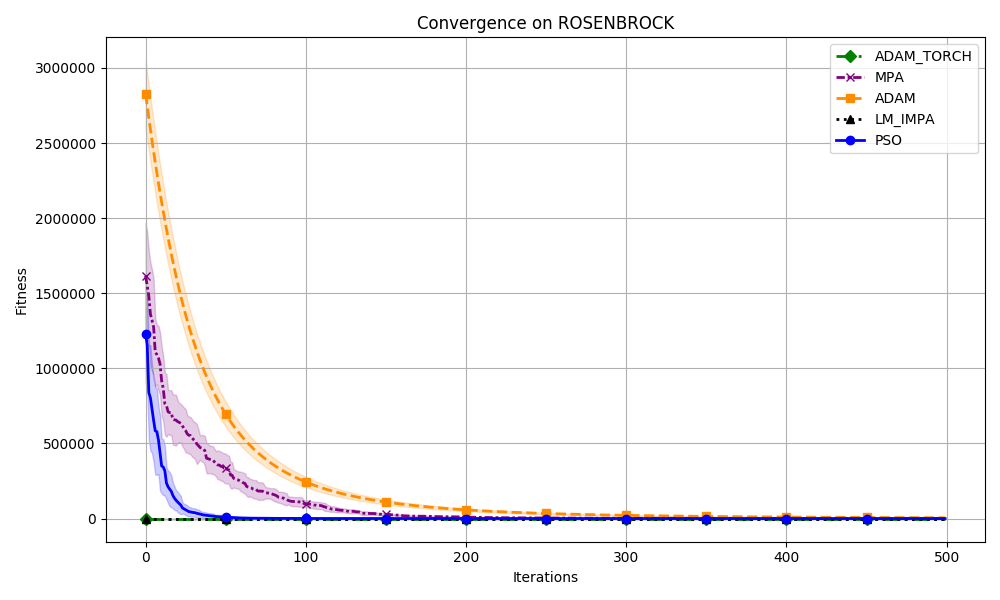 Convergence on ROSENBROCK
Fitness
3000000
2500000
2000000
1500000
1000000
500000
0
0 100 200 300 400 500
Iterations
ADAM_TORCH
MPA
ADAM
LM_IMPA
PSO